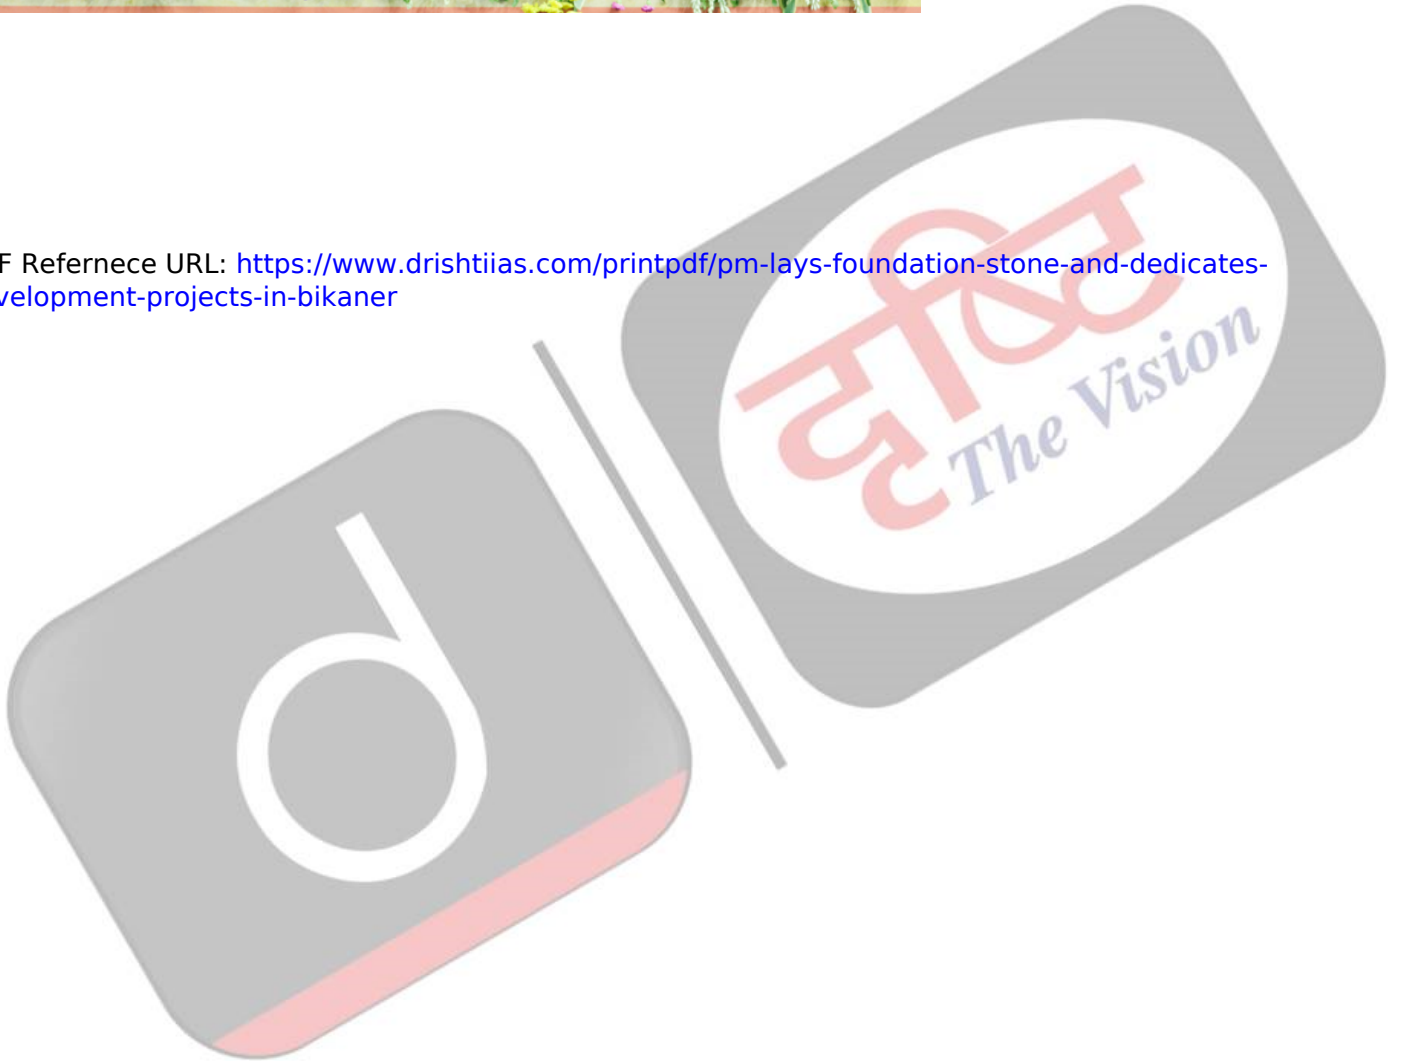 F Refernece URL: https://www.drishtiias.com/printpdf/pm-lays-foundation-stone-and-dedicates-
velopment-projects-in-bikaner
दृष्टि
The Vision
d